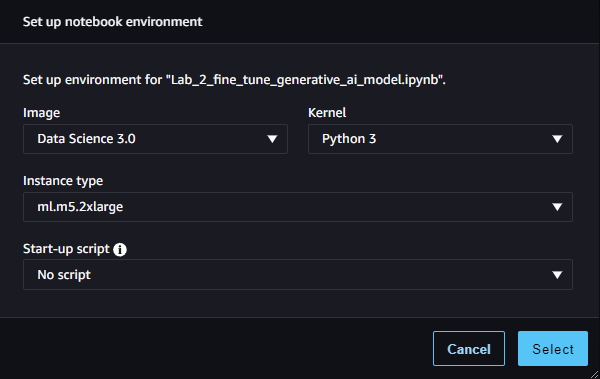 Set up notebook environment
Set up environment for "Lab_2_fine_tune_generative_ai_model.ipynb".
Image Kernel
Data Science 3.0 Python 3
Instance type
ml.m5.2xlarge
Start-up script
No script
Cancel Select